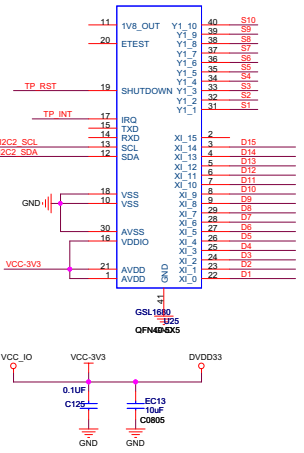 11 1V8_OUT Y1_10 40 S10
Y1_9 39 S9
20 ETEST Y1_8 38 S8
Y1_7 37 S7
Y1_6 36 S6
Y1_5 35 S5
Y1_4 34 S4
TP_RST 19 SHUTDOWN Y1_3 33 S3
Y1_2 32 S2
Y1_1 31 S1
TP_INT 17 IRQ
15 TXD
14 RXD XI_15 2
I2C2_SCL 13 SCL XI_14 3 D15
I2C2_SDA 12 SDA XI_13 4 D14
XI_12 5 D13
XI_11 6 D12
XI_10 7 D11
18 VSS XI_9 8 D10
GND 10 VSS XI_8 9 D9
XI_7 29 D8
XI_6 28 D7
30 AVSS XI_5 27 D6
16 VDDIO XI_4 26 D5
XI_3 25 D4
XI_2 24 D3
VCC-3V3 21 AVDD XI_1 23 D2
1 AVDD XI_0 22 D1
GND
41
GSL1680
U25
VCC_IO VCC-3V3 DVDD33
0.1UF
C125
EC13
10uF
C0805
GND GND